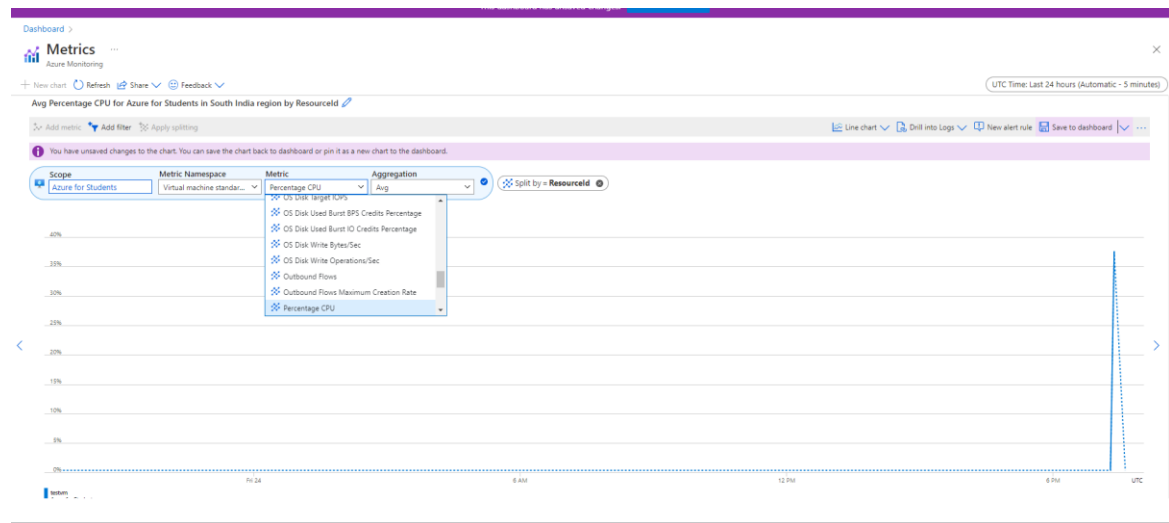 Dashboard >
Metrics ...
Azure Monitoring
New chart Refresh Share Feedback
UTC Time: Last 24 hours (Automatic - 5 minutes)
Avg Percentage CPU for Azure for Students in South India region by ResourceId
Add metric Add filter Apply splitting Line chart Drill into Logs New alert rule Save to dashboard ...
You have unsaved changes to the chart. You can save the chart back to dashboard or pin it as a new chart to the dashboard.
Scope Metric Namespace Metric Aggregation
Azure for Students Virtual machine standar... Percentage CPU Avg Split by = ResourceId
OS Disk Target IOPS
OS Disk Used Burst BPS Credits Percentage
OS Disk Used Burst IO Credits Percentage
OS Disk Write Bytes/Sec
OS Disk Write Operations/Sec
Outbound Flows
Outbound Flows Maximum Creation Rate
Percentage CPU
40%
35%
30%
25%
20%
15%
10%
5%
0%
Fri 24 6 AM 12 PM 6 PM UTC
testvm